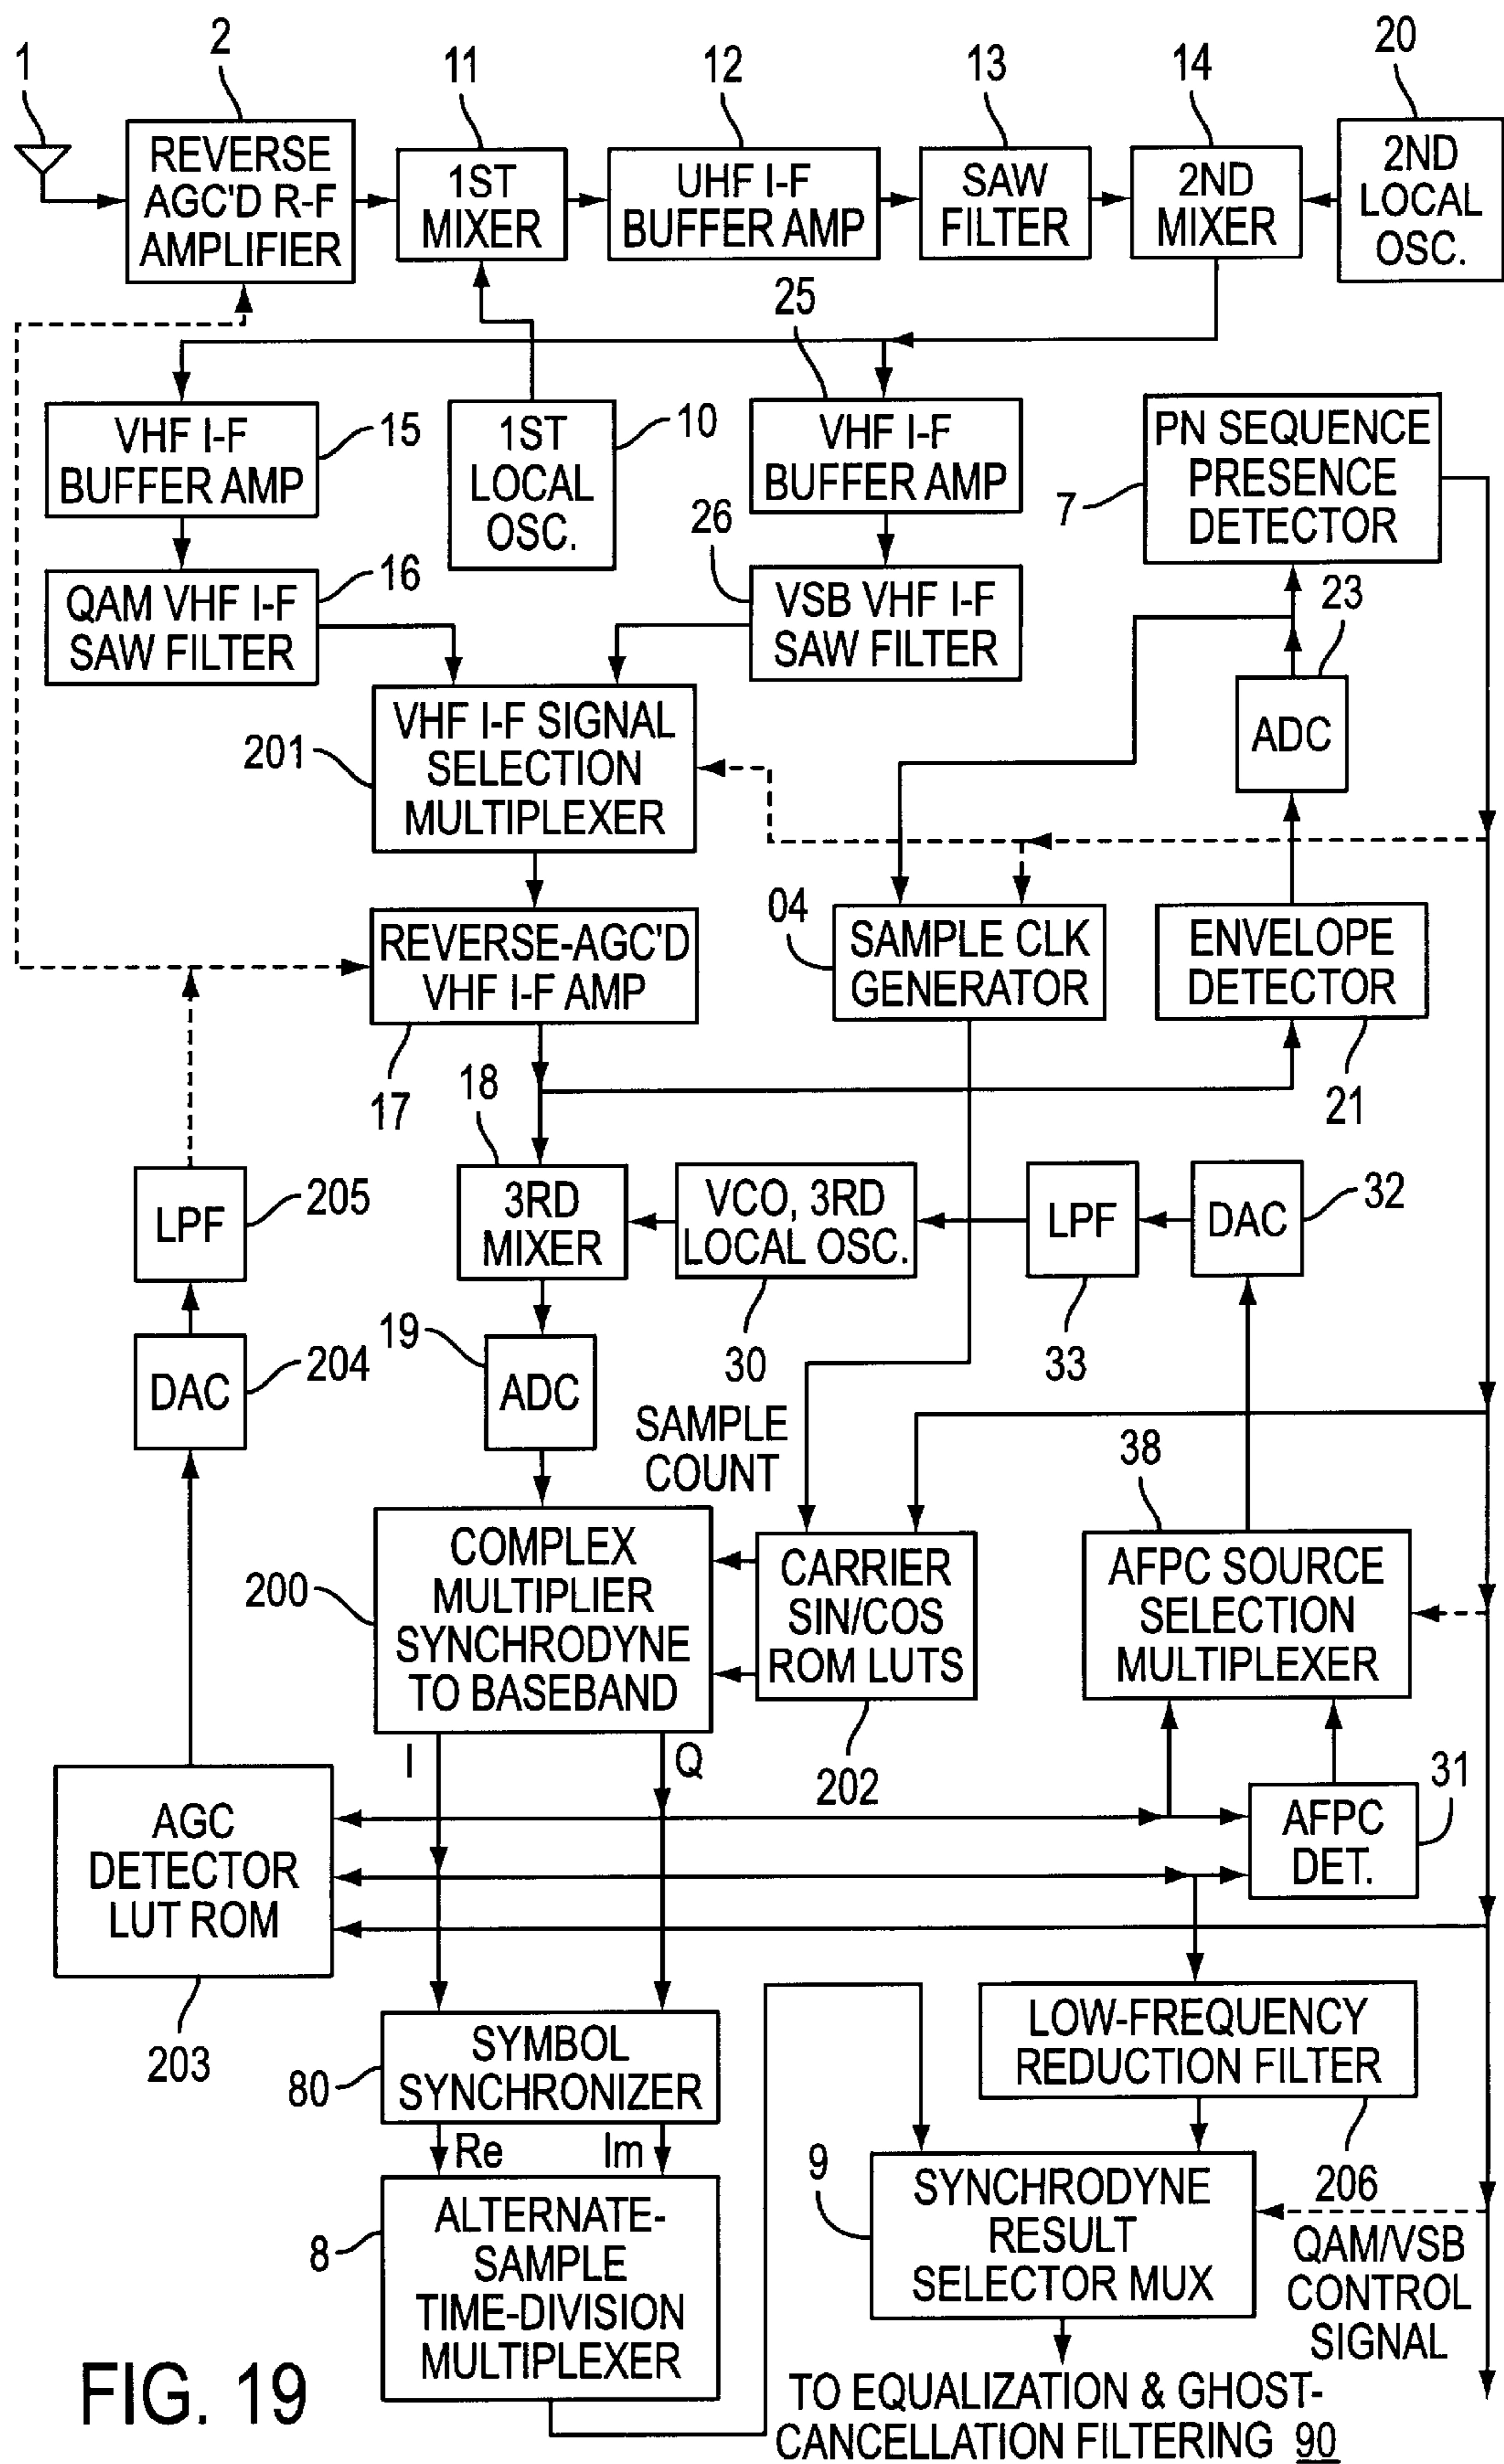 1
2
11
12
13
14
20
REVERSE
AGC'D R-F
AMPLIFIER
1ST
MIXER
UHF I-F
BUFFER AMP
SAW
FILTER
2ND
MIXER
2ND
LOCAL
OSC.
25
VHF I-F
BUFFER AMP
15
1ST
LOCAL
OSC.
10
VHF I-F
BUFFER AMP
PN SEQUENCE
PRESENCE
DETECTOR
7
QAM VHF I-F
SAW FILTER
16
26
VSB VHF I-F
SAW FILTER
23
ADC
201
VHF I-F SIGNAL
SELECTION
MULTIPLEXER
04
SAMPLE CLK
GENERATOR
ENVELOPE
DETECTOR
21
REVERSE-AGC'D
VHF I-F AMP
17
18
3RD
MIXER
VCO, 3RD
LOCAL OSC.
30
LPF
33
DAC
32
LPF
205
DAC
204
19
ADC
SAMPLE
COUNT
38
200
COMPLEX
MULTIPLIER
SYNCHRODYNE
TO BASEBAND
CARRIER
SIN/COS
ROM LUTS
202
AFPC SOURCE
SELECTION
MULTIPLEXER
I
Q
31
AFPC
DET.
AGC
DETECTOR
LUT ROM
203
80
SYMBOL
SYNCHRONIZER
Re
Im
LOW-FREQUENCY
REDUCTION FILTER
206
8
ALTERNATE-
SAMPLE
TIME-DIVISION
MULTIPLEXER
9
SYNCHRODYNE
RESULT
SELECTOR MUX
QAM/VSB
CONTROL
SIGNAL
TO EQUALIZATION & GHOST-
CANCELLATION FILTERING 90
FIG. 19